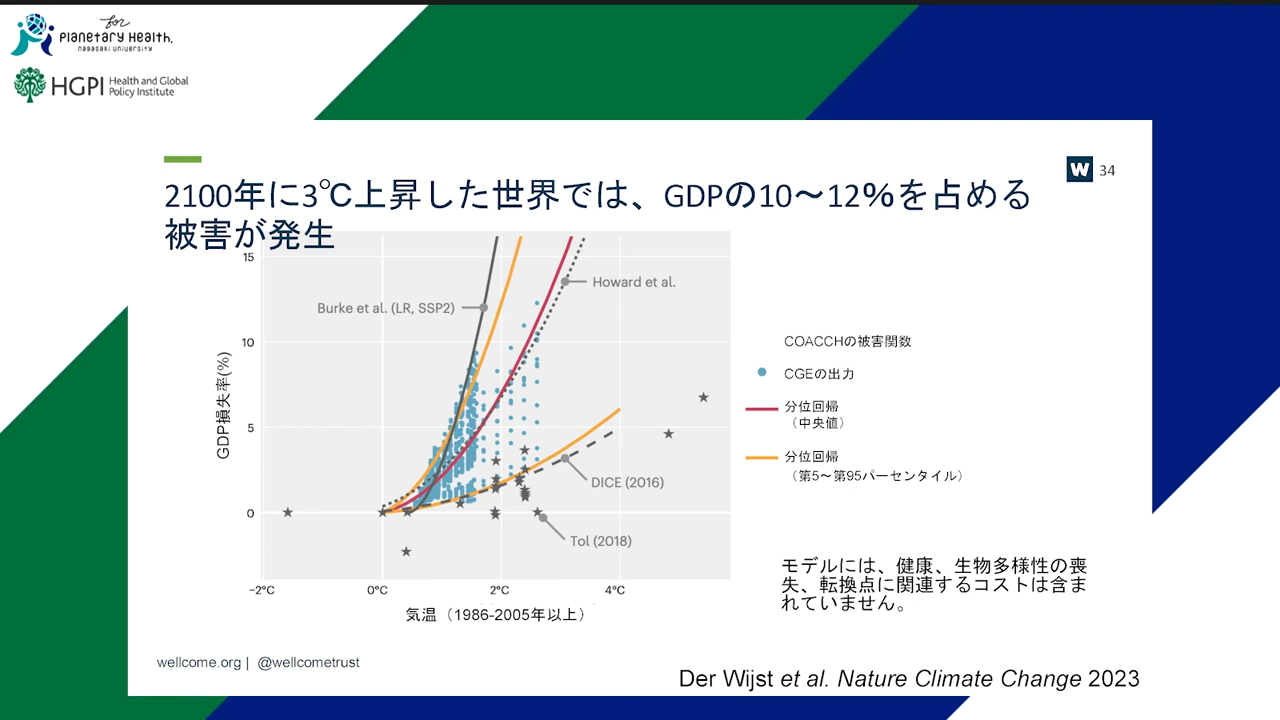 for
PLanetary HeaLth,
NAGASAKI UNIVERSITY
HGPI Health and Global
Policy Institute
W 34
2100年に3℃上昇した世界では、GDPの10～12%を占める
被害が発生
15
10
5
0
GDP損失率(%)
Howard et al.
Burke et al. (LR, SSP2)
DICE (2016)
Tol (2018)
−2°C
0°C
2°C
4°C
気温（1986-2005年以上）
COACCHの被害関数
CGEの出力
分位回帰
（中央値）
分位回帰
（第5～第95パーセンタイル）
モデルには、健康、生物多様性の喪
失、転換点に関連するコストは含ま
れていません。
wellcome.org | @wellcometrust
Der Wijst et al. Nature Climate Change 2023